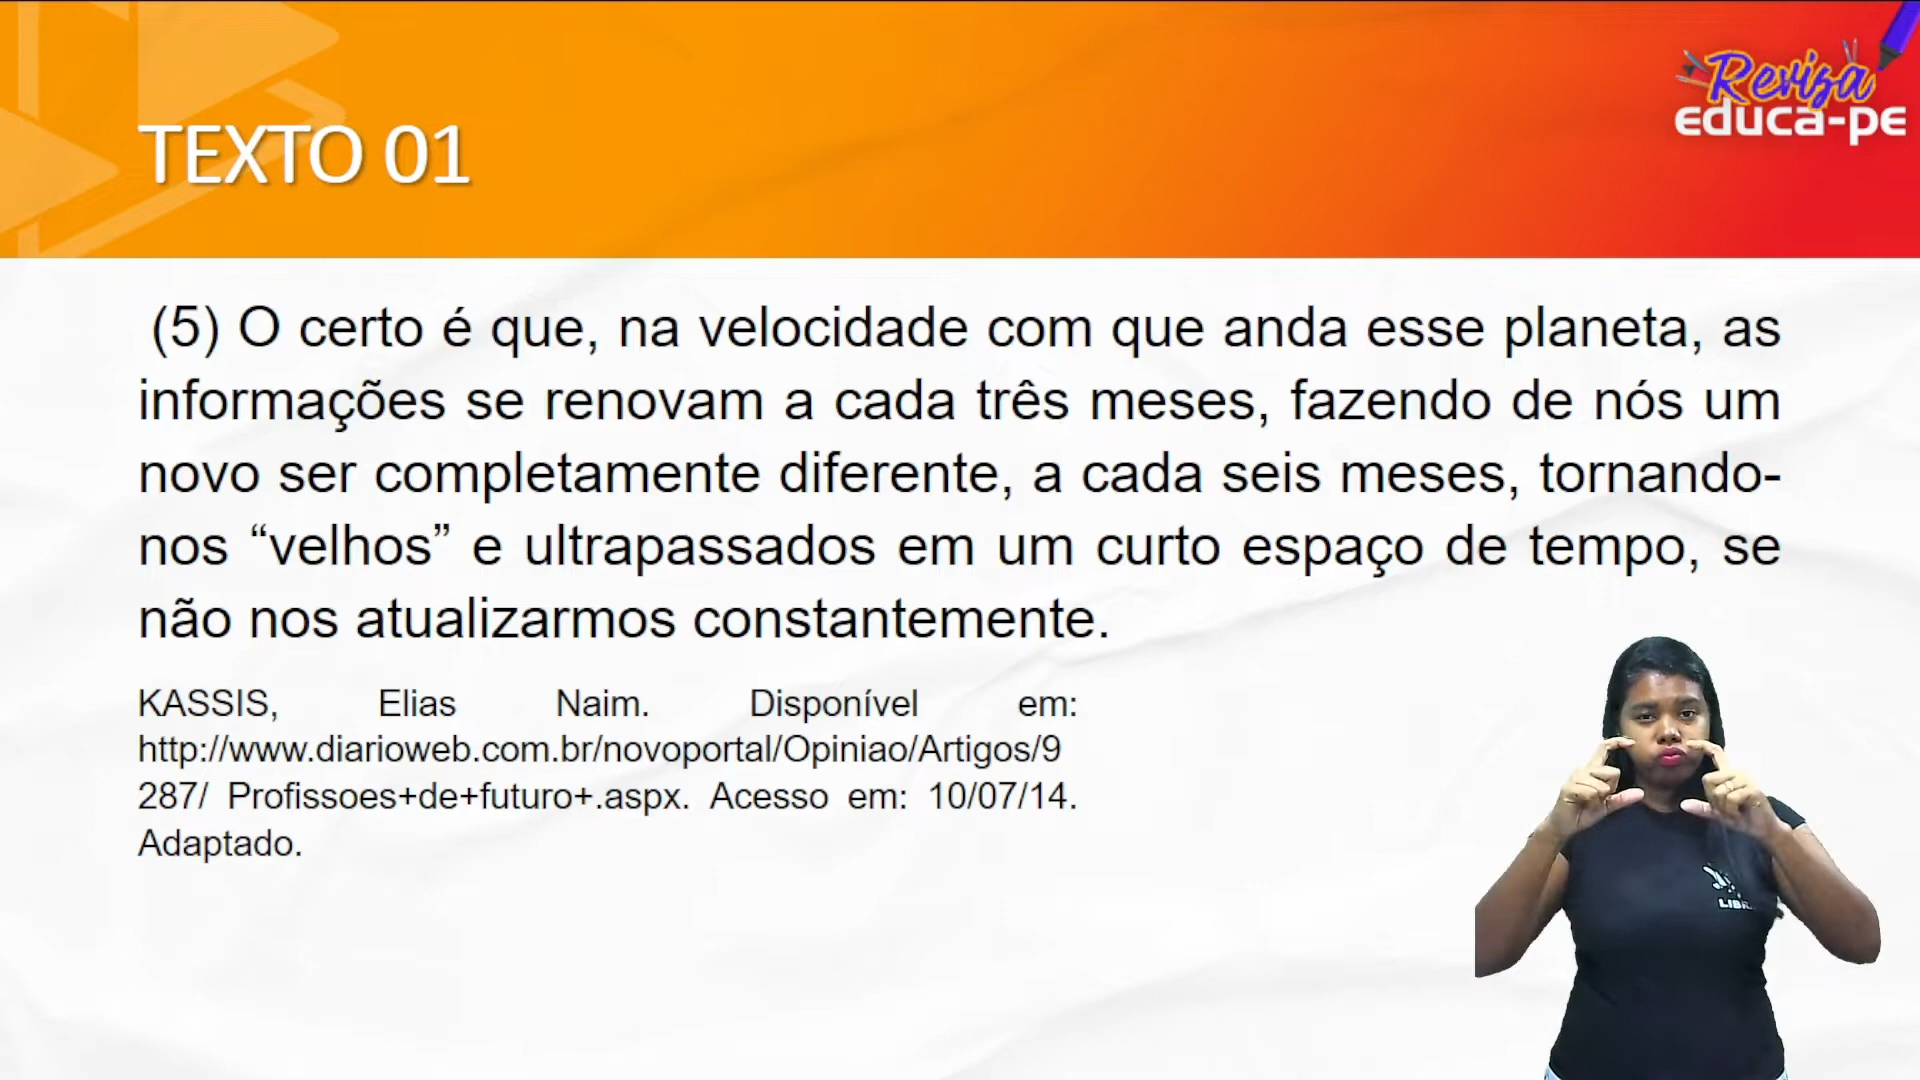 Reviza
educa-pe
TEXTO 01
(5) O certo é que, na velocidade com que anda esse planeta, as
informações se renovam a cada três meses, fazendo de nós um
novo ser completamente diferente, a cada seis meses, tornando-
nos “velhos” e ultrapassados em um curto espaço de tempo, se
não nos atualizarmos constantemente.
KASSIS, Elias Naim. Disponível em:
http://www.diarioweb.com.br/novoportal/Opiniao/Artigos/9
287/ Profissoes+de+futuro+.aspx. Acesso em: 10/07/14.
Adaptado.